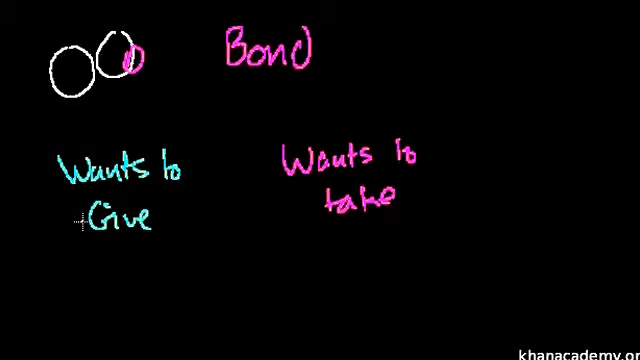 Bond
Wants to
Give
Wants to
take
khanacademy.or